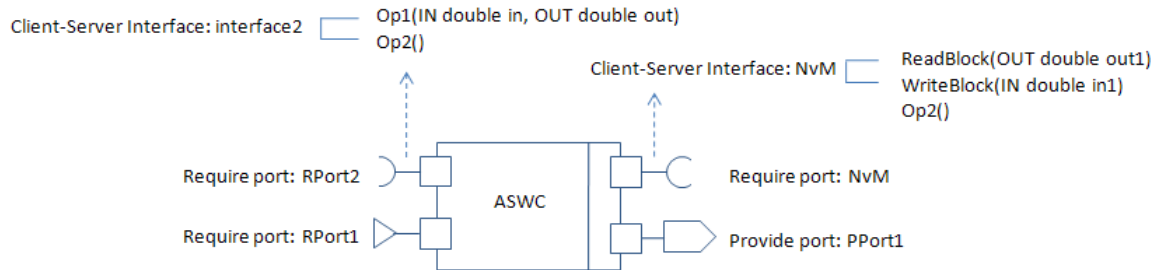 Client-Server Interface: interface2
Op1(IN double in, OUT double out)
Op2()
Client-Server Interface: NvM
ReadBlock(OUT double out1)
WriteBlock(IN double in1)
Op2()
Require port: RPort2
Require port: NvM
ASWC
Require port: RPort1
Provide port: PPort1